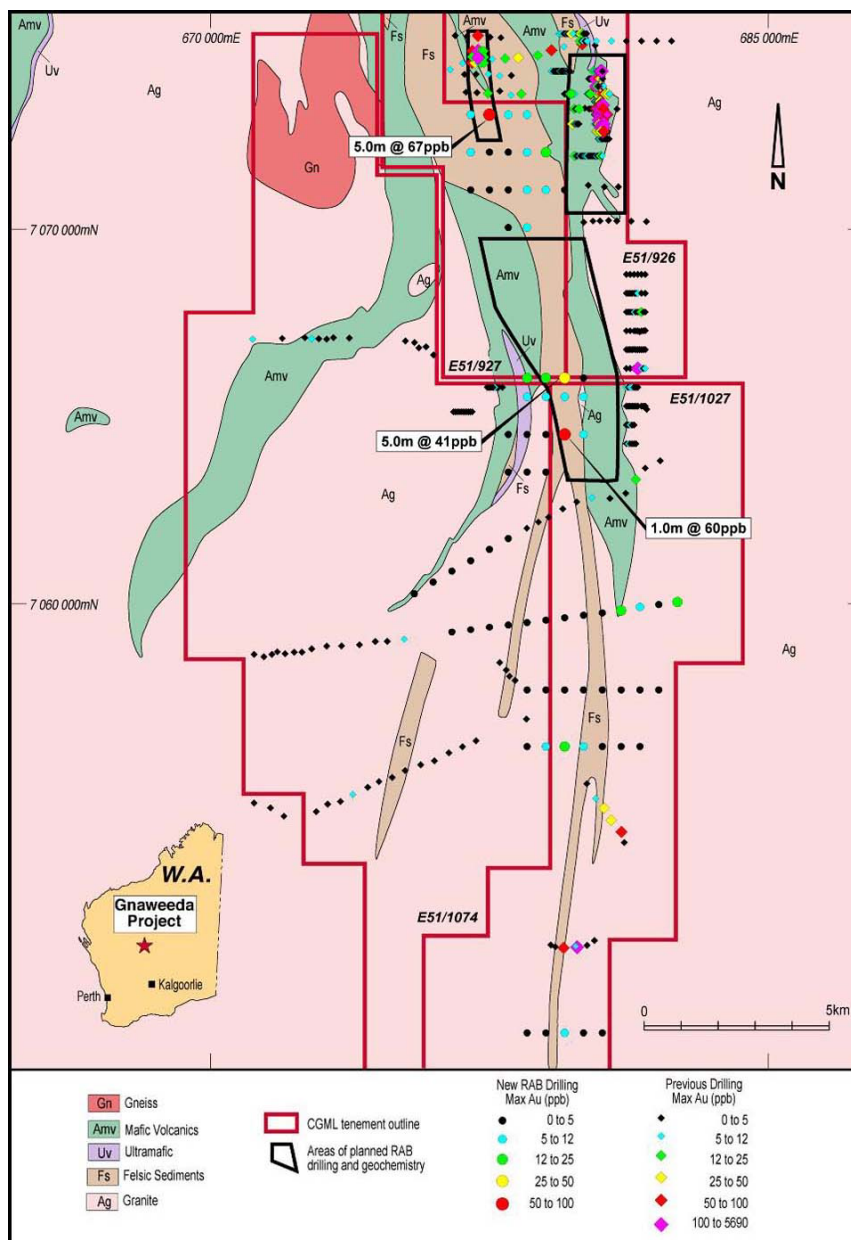 670 000mE
685 000mE
Amv
Uv
Ag
Fs
Amv
Amv
Fs
Uv
Fs
Ag
Gn
5.0m @ 67ppb
N
7 070 000mN
Ag
Amv
E51/926
Uv
Amv
E51/927
E51/1027
Amv
Ag
5.0m @ 41ppb
Fs
Ag
Amv
1.0m @ 60ppb
7 060 000mN
Ag
Fs
Fs
W.A.
Gnaweeda
Project
Kalgoorlie
Perth
E51/1074
0
5km
Gn Gneiss
Amv Mafic Volcanics
Uv Ultramafic
Fs Felsic Sediments
Ag Granite
CGML tenement outline
Areas of planned RAB
drilling and geochemistry
New RAB Drilling
Max Au (ppb)
0 to 5
5 to 12
12 to 25
25 to 50
50 to 100
Previous Drilling
Max Au (ppb)
0 to 5
5 to 12
12 to 25
25 to 50
50 to 100
100 to 5690